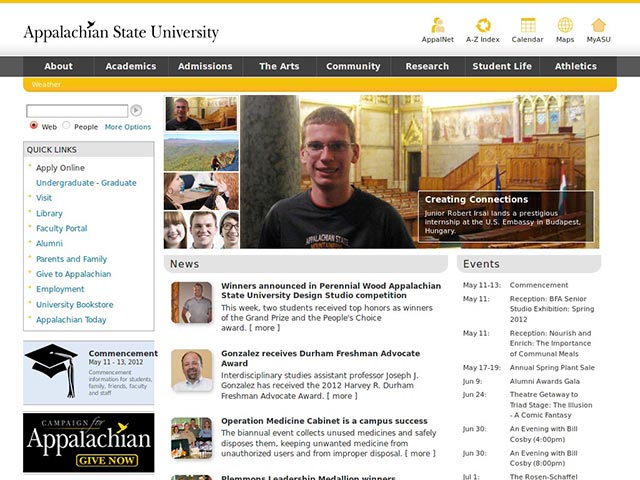 Appalachian State University
AppalNet
A-Z Index
Calendar
Maps
MyASU
About
Academics
Admissions
The Arts
Community
Research
Student Life
Athletics
Weather
Web
People
More Options
QUICK LINKS
Apply Online
Undergraduate - Graduate
Visit
Library
Faculty Portal
Alumni
Parents and Family
Give to Appalachian
Employment
University Bookstore
Appalachian Today
Commencement
May 11 - 13, 2012
Commencement
information for students,
family, friends, faculty
and staff
CAMPAIGN for
Appalachian
GIVE NOW
APPALACHIAN STATE
Creating Connections
Junior Robert Irsai lands a prestigious
internship at the U.S. Embassy in Budapest,
Hungary.
News
Winners announced in Perennial Wood Appalachian
State University Design Studio competition
This week, two students received top honors as winners
of the Grand Prize and the People's Choice
award. [ more ]
Gonzalez receives Durham Freshman Advocate
Award
Interdisciplinary studies assistant professor Joseph J.
Gonzalez has received the 2012 Harvey R. Durham
Freshman Advocate Award. [ more ]
Operation Medicine Cabinet is a campus success
The biannual event collects unused medicines and safely
disposes them, keeping unwanted medicine from
unauthorized users and from improper disposal. [ more ]
Plemmons Leadership Medallion winners
Events
May 11-13: Commencement
May 11: Reception: BFA Senior
Studio Exhibition: Spring
2012
May 11: Reception: Nourish and
Enrich: The Importance
of Communal Meals
May 17-19: Annual Spring Plant Sale
Jun 9: Alumni Awards Gala
Jun 24: Theatre Getaway to
Triad Stage: The Illusion
- A Comic Fantasy
Jun 30: An Evening with Bill
Cosby (4:00pm)
Jun 30: An Evening with Bill
Cosby (8:00pm)
Jul 1: The Rosen-Schaffel